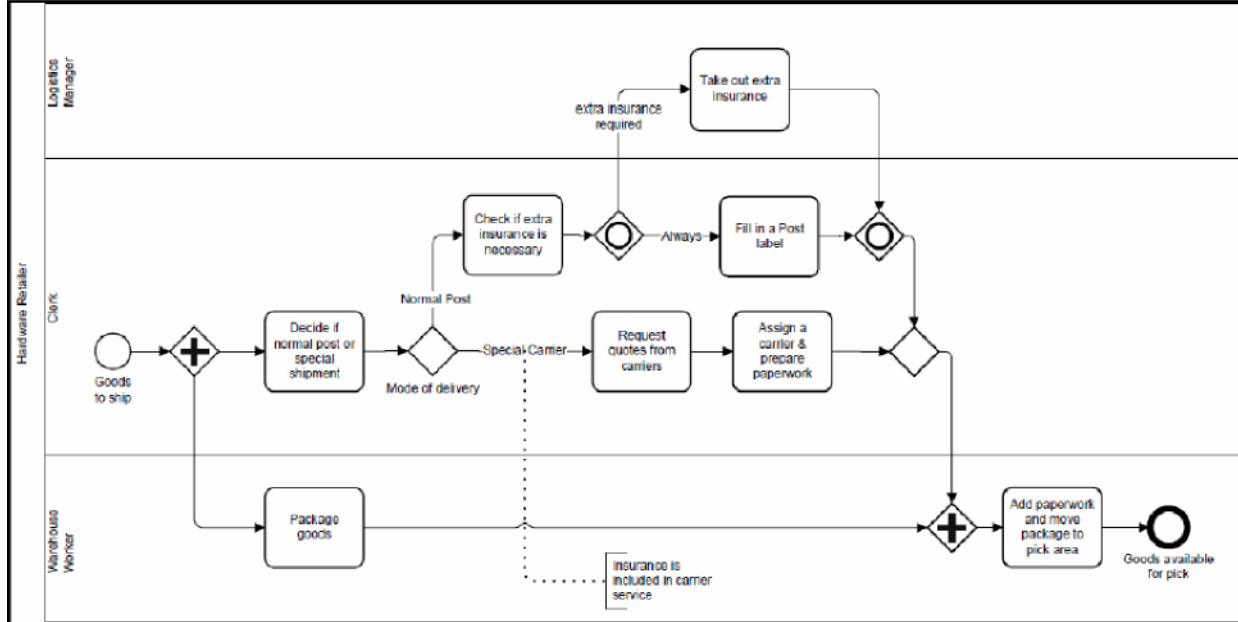 Hardware Retailer
Logistics
Manager
extra insurance
required
Take out extra
insurance
Clerk
Check if extra
insurance is
necessary
Always
Fill in a Post
label
Normal Post
Goods
to ship
Decide if
normal post or
special
shipment
Mode of delivery
Special Carrier
Request
quotes from
carriers
Assign a
carrier &
prepare
paperwork
Warehouse
Worker
Package
goods
Insurance is
included in carrier
service
Add paperwork
and move
package to
pick area
Goods available
for pick